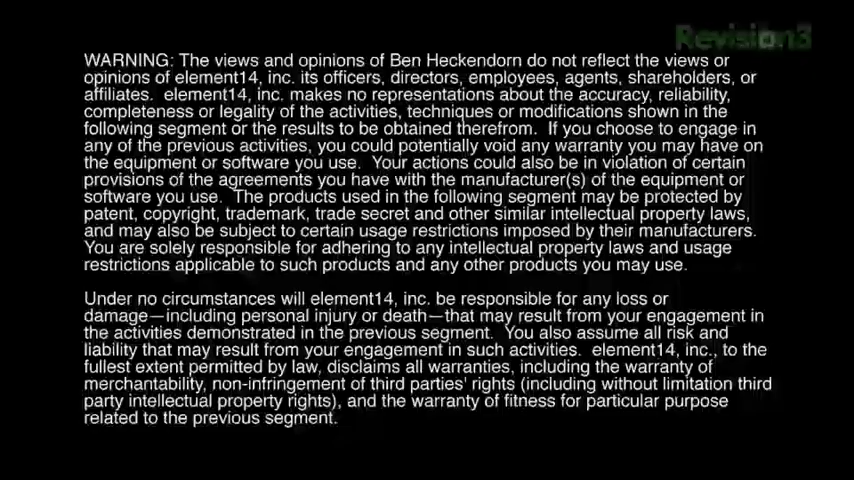 Revision3
WARNING: The views and opinions of Ben Heckendorn do not reflect the views or
opinions of element14, inc. its officers, directors, employees, agents, shareholders, or
affiliates.  element14, inc. makes no representations about the accuracy, reliability,
completeness or legality of the activities, techniques or modifications shown in the
following segment or the results to be obtained therefrom.  If you choose to engage in
any of the previous activities, you could potentially void any warranty you may have on
the equipment or software you use.  Your actions could also be in violation of certain
provisions of the agreements you have with the manufacturer(s) of the equipment or
software you use.  The products used in the following segment may be protected by
patent, copyright, trademark, trade secret and other similar intellectual property laws,
and may also be subject to certain usage restrictions imposed by their manufacturers.
You are solely responsible for adhering to any intellectual property laws and usage
restrictions applicable to such products and any other products you may use.
Under no circumstances will element14, inc. be responsible for any loss or
damage—including personal injury or death—that may result from your engagement in
the activities demonstrated in the previous segment.  You also assume all risk and
liability that may result from your engagement in such activities.  element14, inc., to the
fullest extent permitted by law, disclaims all warranties, including the warranty of
merchantability, non-infringement of third parties' rights (including without limitation third
party intellectual property rights), and the warranty of fitness for particular purpose
related to the previous segment.